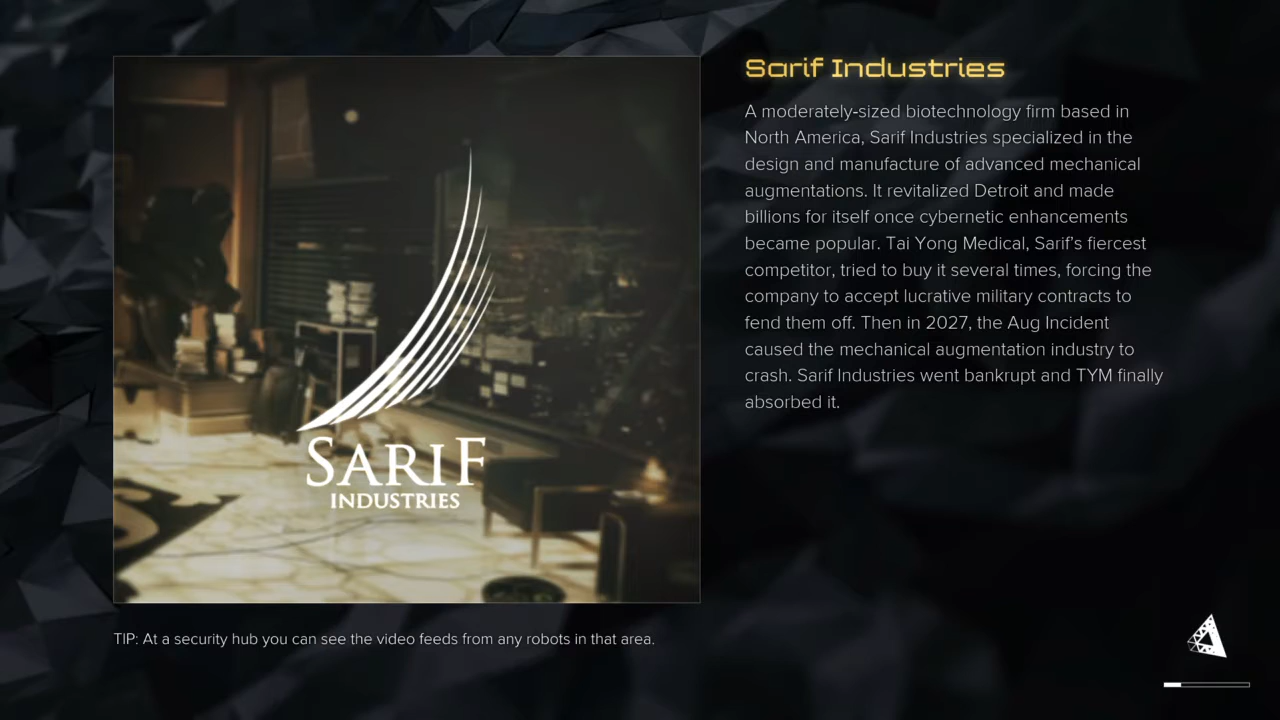 Sarif Industries
A moderately-sized biotechnology firm based in
North America, Sarif Industries specialized in the
design and manufacture of advanced mechanical
augmentations. It revitalized Detroit and made
billions for itself once cybernetic enhancements
became popular. Tai Yong Medical, Sarif's fiercest
competitor, tried to buy it several times, forcing the
company to accept lucrative military contracts to
fend them off. Then in 2027, the Aug Incident
caused the mechanical augmentation industry to
crash. Sarif Industries went bankrupt and TYM finally
absorbed it.
SARIF
INDUSTRIES
TIP: At a security hub you can see the video feeds from any robots in that area.